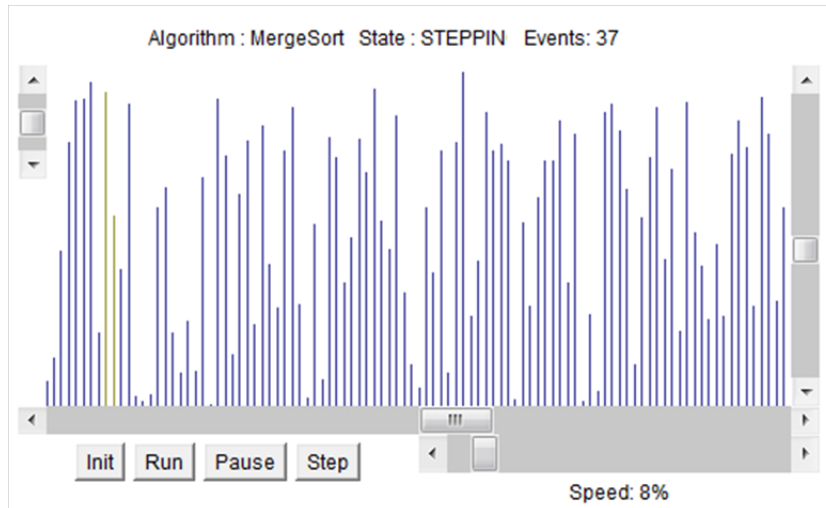 Algorithm : MergeSort State : STEPPIN Events: 37
Init Run Pause Step
Speed: 8%